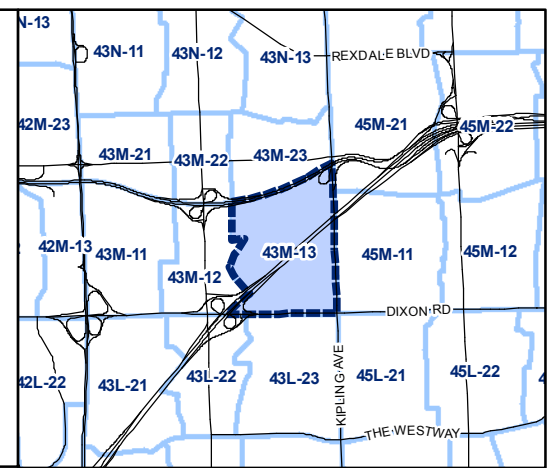 N-13
43N-11
43N-12
43N-13
REXDALE BLVD
42M-23
45M-21
45M-22
43M-21
43M-22
43M-23
42M-13
43M-11
43M-12
43M-13
45M-11
45M-12
DIXON RD
42L-22
43L-21
43L-22
43L-23
KIPLING AVE
45L-21
45L-22
4
THE WESTWAY